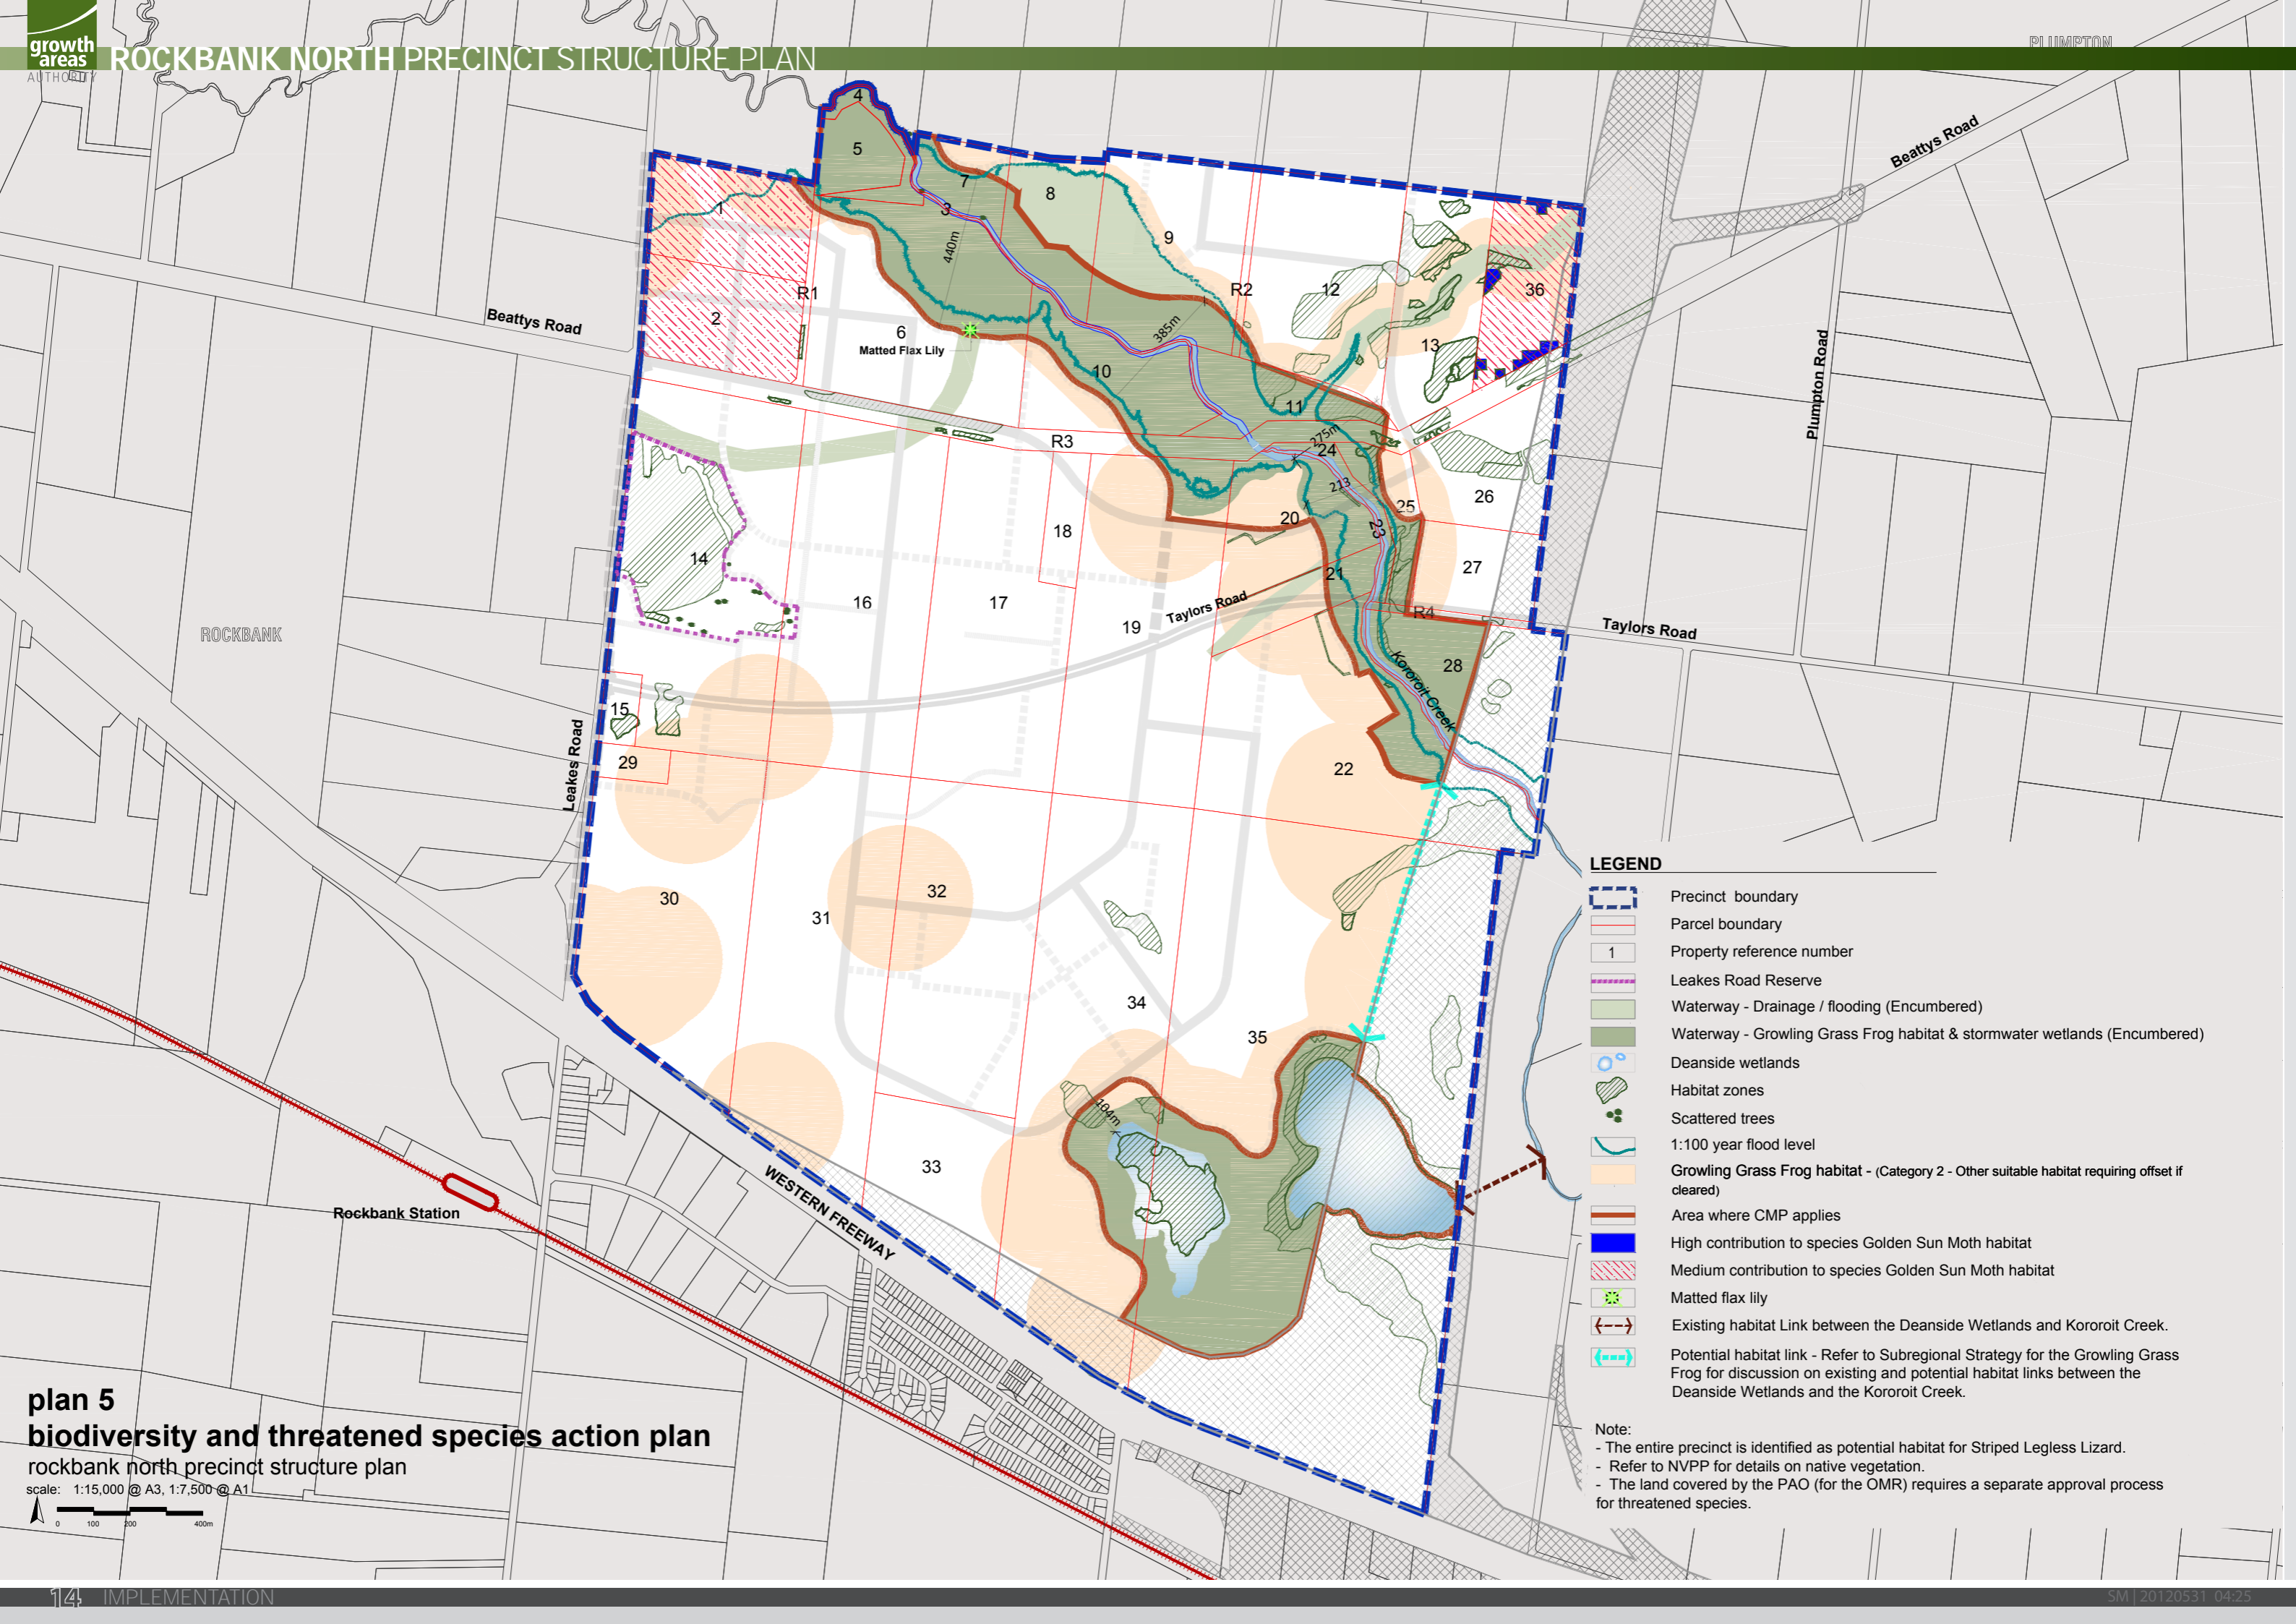 growth
areas
AUTHORITY
ROCKBANK NORTH PRECINCT STRUCTURE PLAN
PLUMPTON
Beattys Road
4
5
7
8
3
1
440m
9
R1
R2
12
36
2
Beattys Road
6
Matted Flax Lily
385m
13
10
Plumpton Road
11
R3
275m
24
213
26
25
20
18
23
14
27
21
16
17
Taylors Road
R4
19
Taylors Road
ROCKBANK
28
Kororoit Creek
15
29
Leakes Road
22
30
31
32
34
35
104m
33
WESTERN FREEWAY
Rockbank Station
LEGEND
Precinct boundary
Parcel boundary
1 Property reference number
Leakes Road Reserve
Waterway - Drainage / flooding (Encumbered)
Waterway - Growling Grass Frog habitat & stormwater wetlands (Encumbered)
Deanside wetlands
Habitat zones
Scattered trees
1:100 year flood level
Growling Grass Frog habitat - (Category 2 - Other suitable habitat requiring offset if
cleared)
Area where CMP applies
High contribution to species Golden Sun Moth habitat
Medium contribution to species Golden Sun Moth habitat
Matted flax lily
Existing habitat Link between the Deanside Wetlands and Kororoit Creek.
Potential habitat link - Refer to Subregional Strategy for the Growling Grass
Frog for discussion on existing and potential habitat links between the
Deanside Wetlands and the Kororoit Creek.
Note:
- The entire precinct is identified as potential habitat for Striped Legless Lizard.
- Refer to NVPP for details on native vegetation.
- The land covered by the PAO (for the OMR) requires a separate approval process
for threatened species.
plan 5
biodiversity and threatened species action plan
rockbank north precinct structure plan
scale: 1:15,000 @ A3, 1:7,500 @ A1
0 100 200 400m
14 IMPLEMENTATION
SM | 20120531 04:25